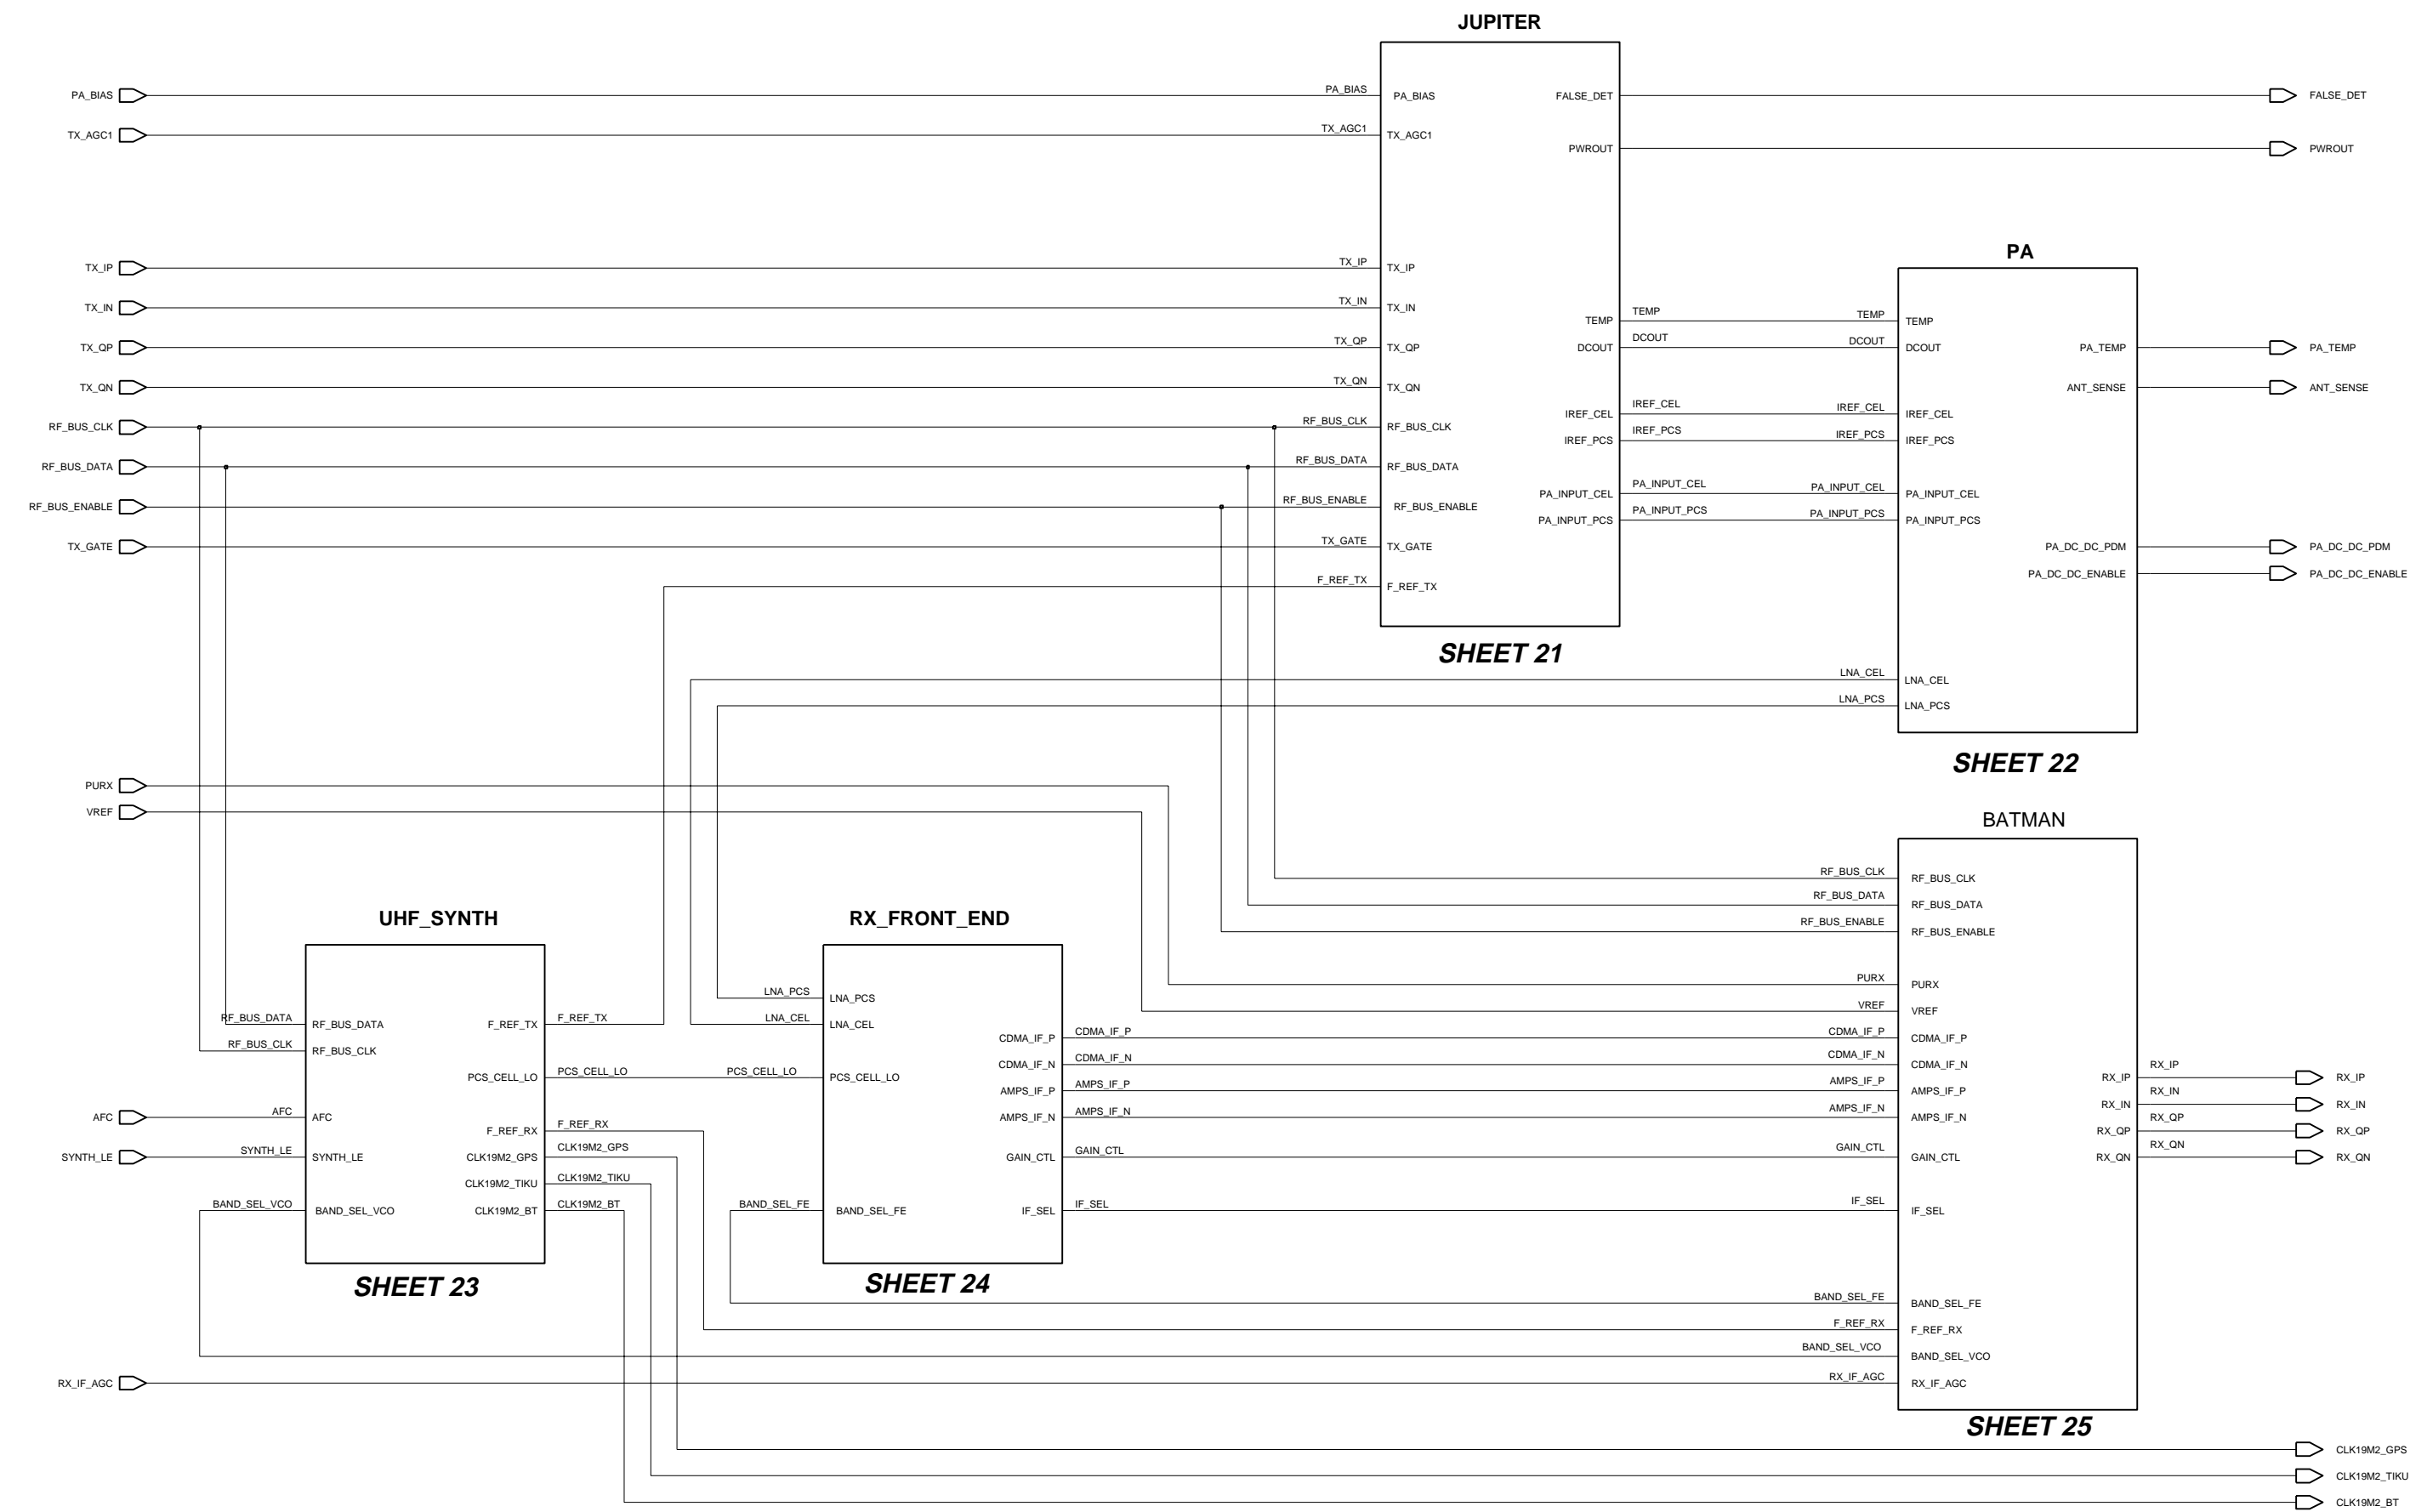 JUPITER
PA_BIAS
PA_BIAS
PA_BIAS
FALSE_DET
FALSE_DET
TX_AGC1
TX_AGC1
TX_AGC1
PWROUT
PWROUT
PA
TX_IP
TX_IP
TX_IP
TX_IN
TX_IN
TX_IN
TEMP
TEMP
TEMP
TEMP
TX_QP
TX_QP
TX_QP
DCOUT
DCOUT
DCOUT
DCOUT
PA_TEMP
PA_TEMP
TX_QN
TX_QN
TX_QN
ANT_SENSE
ANT_SENSE
IREF_CEL
IREF_CEL
IREF_CEL
IREF_CEL
RF_BUS_CLK
RF_BUS_CLK
RF_BUS_CLK
IREF_PCS
IREF_PCS
IREF_PCS
IREF_PCS
RF_BUS_DATA
RF_BUS_DATA
RF_BUS_DATA
PA_INPUT_CEL
PA_INPUT_CEL
PA_INPUT_CEL
PA_INPUT_CEL
RF_BUS_ENABLE
RF_BUS_ENABLE
RF_BUS_ENABLE
PA_INPUT_PCS
PA_INPUT_PCS
PA_INPUT_PCS
PA_INPUT_PCS
TX_GATE
TX_GATE
TX_GATE
PA_DC_DC_PDM
PA_DC_DC_PDM
PA_DC_DC_ENABLE
PA_DC_DC_ENABLE
F_REF_TX
F_REF_TX
SHEET 21
LNA_CEL
LNA_CEL
LNA_PCS
LNA_PCS
SHEET 22
PURX
VREF
BATMAN
RF_BUS_CLK
RF_BUS_CLK
RF_BUS_DATA
RF_BUS_DATA
RF_BUS_ENABLE
RF_BUS_ENABLE
UHF_SYNTH
RX_FRONT_END
PURX
PURX
LNA_PCS
LNA_PCS
VREF
VREF
RF_BUS_DATA
RF_BUS_DATA
F_REF_TX
F_REF_TX
LNA_CEL
LNA_CEL
CDMA_IF_P
CDMA_IF_P
CDMA_IF_P
CDMA_IF_P
RF_BUS_CLK
RF_BUS_CLK
CDMA_IF_N
CDMA_IF_N
CDMA_IF_N
CDMA_IF_N
PCS_CELL_LO
PCS_CELL_LO
PCS_CELL_LO
PCS_CELL_LO
RX_IP
RX_IP
RX_IP
AMPS_IF_P
AMPS_IF_P
AMPS_IF_P
AMPS_IF_P
RX_IN
RX_IN
RX_IN
AFC
AFC
AFC
AMPS_IF_N
AMPS_IF_N
AMPS_IF_N
AMPS_IF_N
F_REF_RX
F_REF_RX
RX_QP
RX_QP
RX_QP
SYNTH_LE
SYNTH_LE
SYNTH_LE
CLK19M2_GPS
CLK19M2_GPS
GAIN_CTL
GAIN_CTL
GAIN_CTL
GAIN_CTL
RX_QN
RX_QN
RX_QN
CLK19M2_TIKU
CLK19M2_TIKU
BAND_SEL_VCO
BAND_SEL_VCO
CLK19M2_BT
CLK19M2_BT
BAND_SEL_FE
BAND_SEL_FE
IF_SEL
IF_SEL
IF_SEL
IF_SEL
SHEET 23
SHEET 24
BAND_SEL_FE
BAND_SEL_FE
F_REF_RX
F_REF_RX
BAND_SEL_VCO
BAND_SEL_VCO
RX_IF_AGC
RX_IF_AGC
RX_IF_AGC
SHEET 25
CLK19M2_GPS
CLK19M2_TIKU
CLK19M2_BT